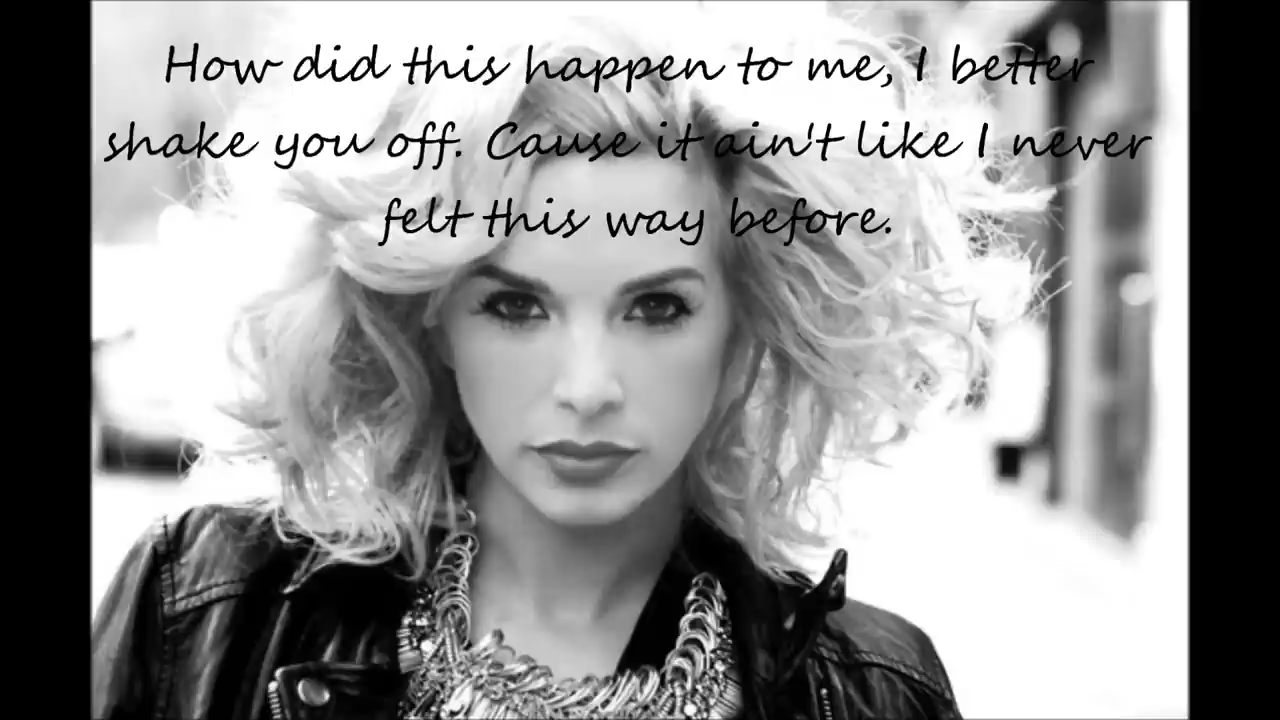 How did this happen to me, I better
shake you off. Cause it ain't like I never
felt this way before.